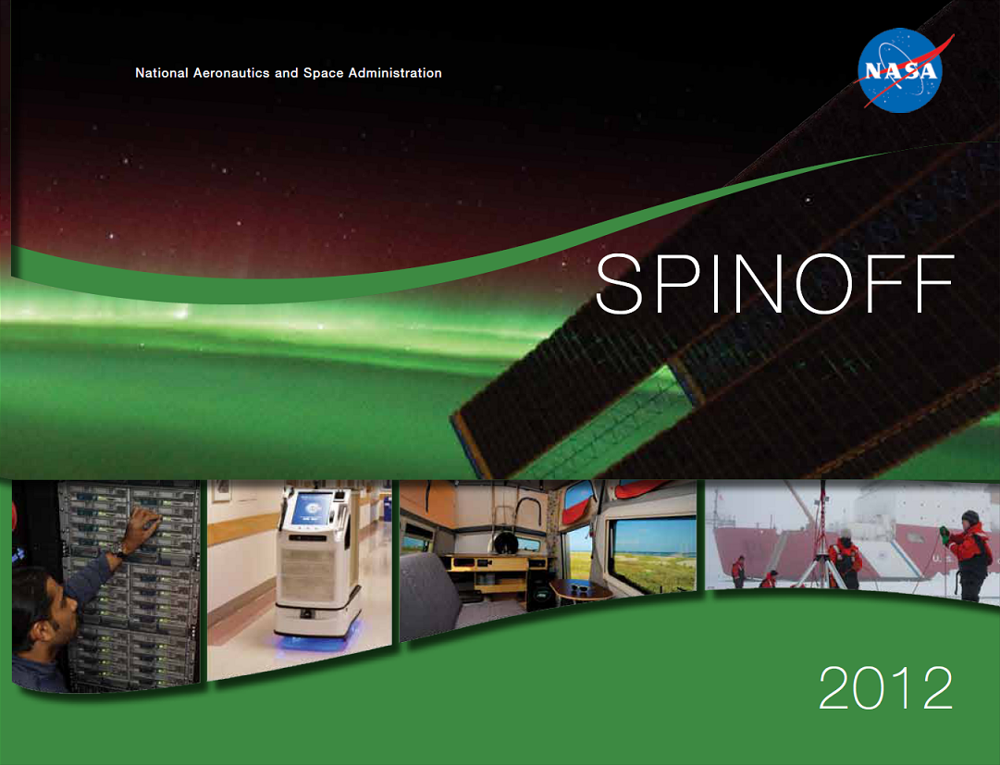 National Aeronautics and Space Administration
NASA
SPINOFF
U.S.
2012